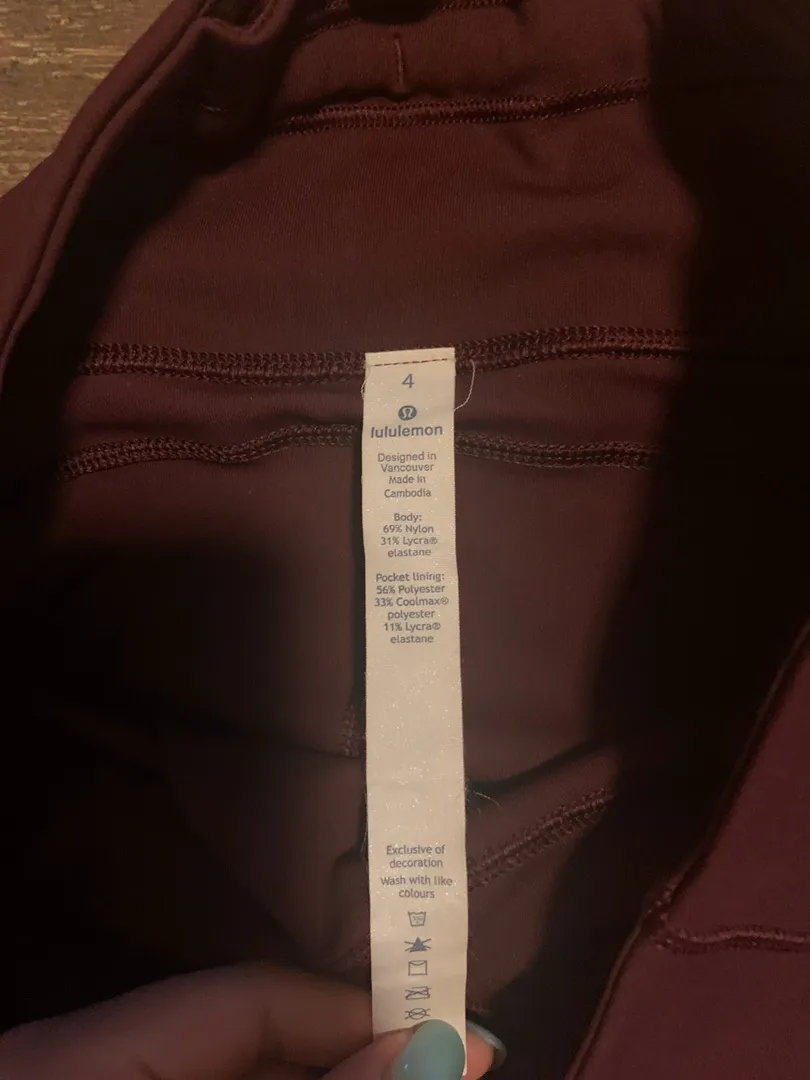 4
lululemon
Designed in
Vancouver
Made in
Cambodia
Body:
69% Nylon
31% Lycra®
elastane
Pocket lining:
56% Polyester
33% Coolmax®
polyester
11% Lycra®
elastane
Exclusive of
decoration
Wash with like
colours